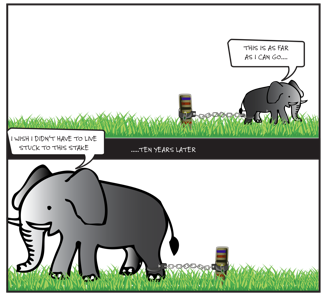 THIS IS AS FAR
AS I CAN GO....
.....TEN YEARS LATER
I WISH I DIDN'T HAVE TO LIVE
STUCK TO THIS STAKE